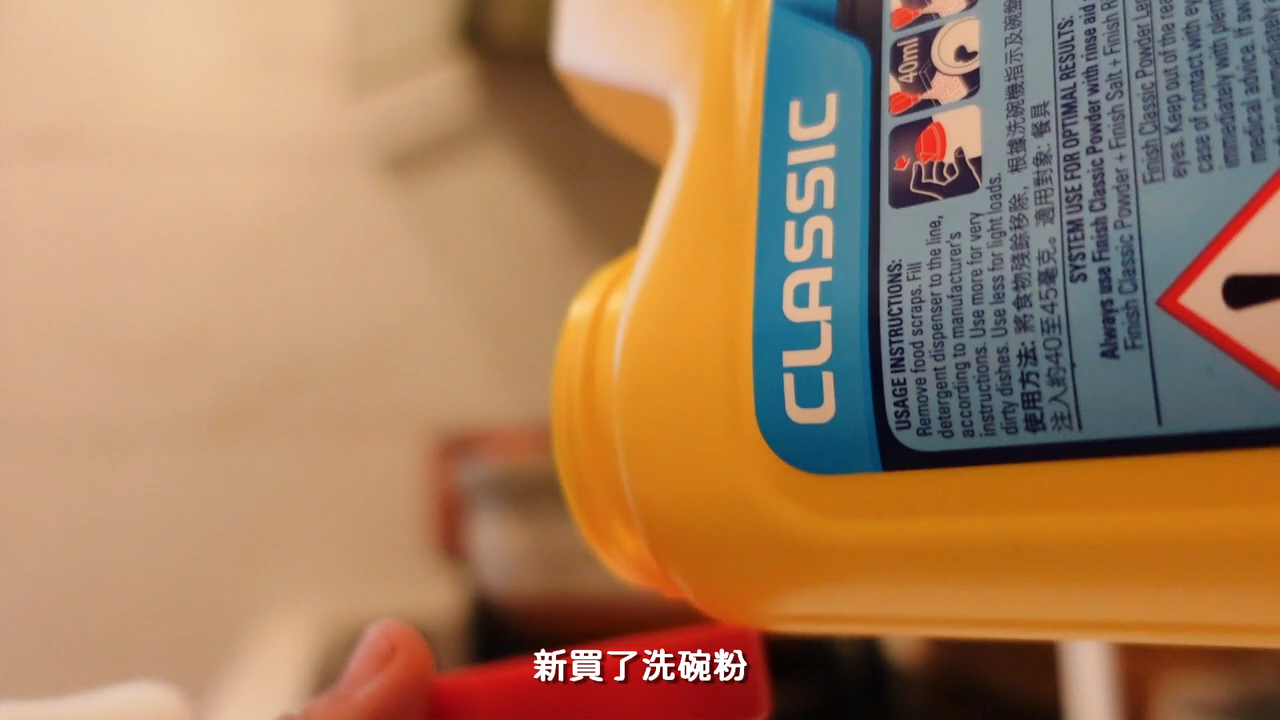 CLASSIC
40ml
USAGE INSTRUCTIONS:
Remove food scraps. Fill
detergent dispenser to the line,
according to manufacturer's
instructions. Use more for very
dirty dishes. Use less for light loads.
使用方法: 將食物殘餘移除, 根據洗碗機指示及碗盤
注入約40至45毫克。適用對象: 餐具
SYSTEM USE FOR OPTIMAL RESULTS:
Always use Finish Classic Powder with rinse aid
Finish Classic Powder + Finish Salt + Finish
Finish Classic Powder
eyes. Keep out of the
case of contact with
immediately with
medical advice. If
新買了洗碗粉